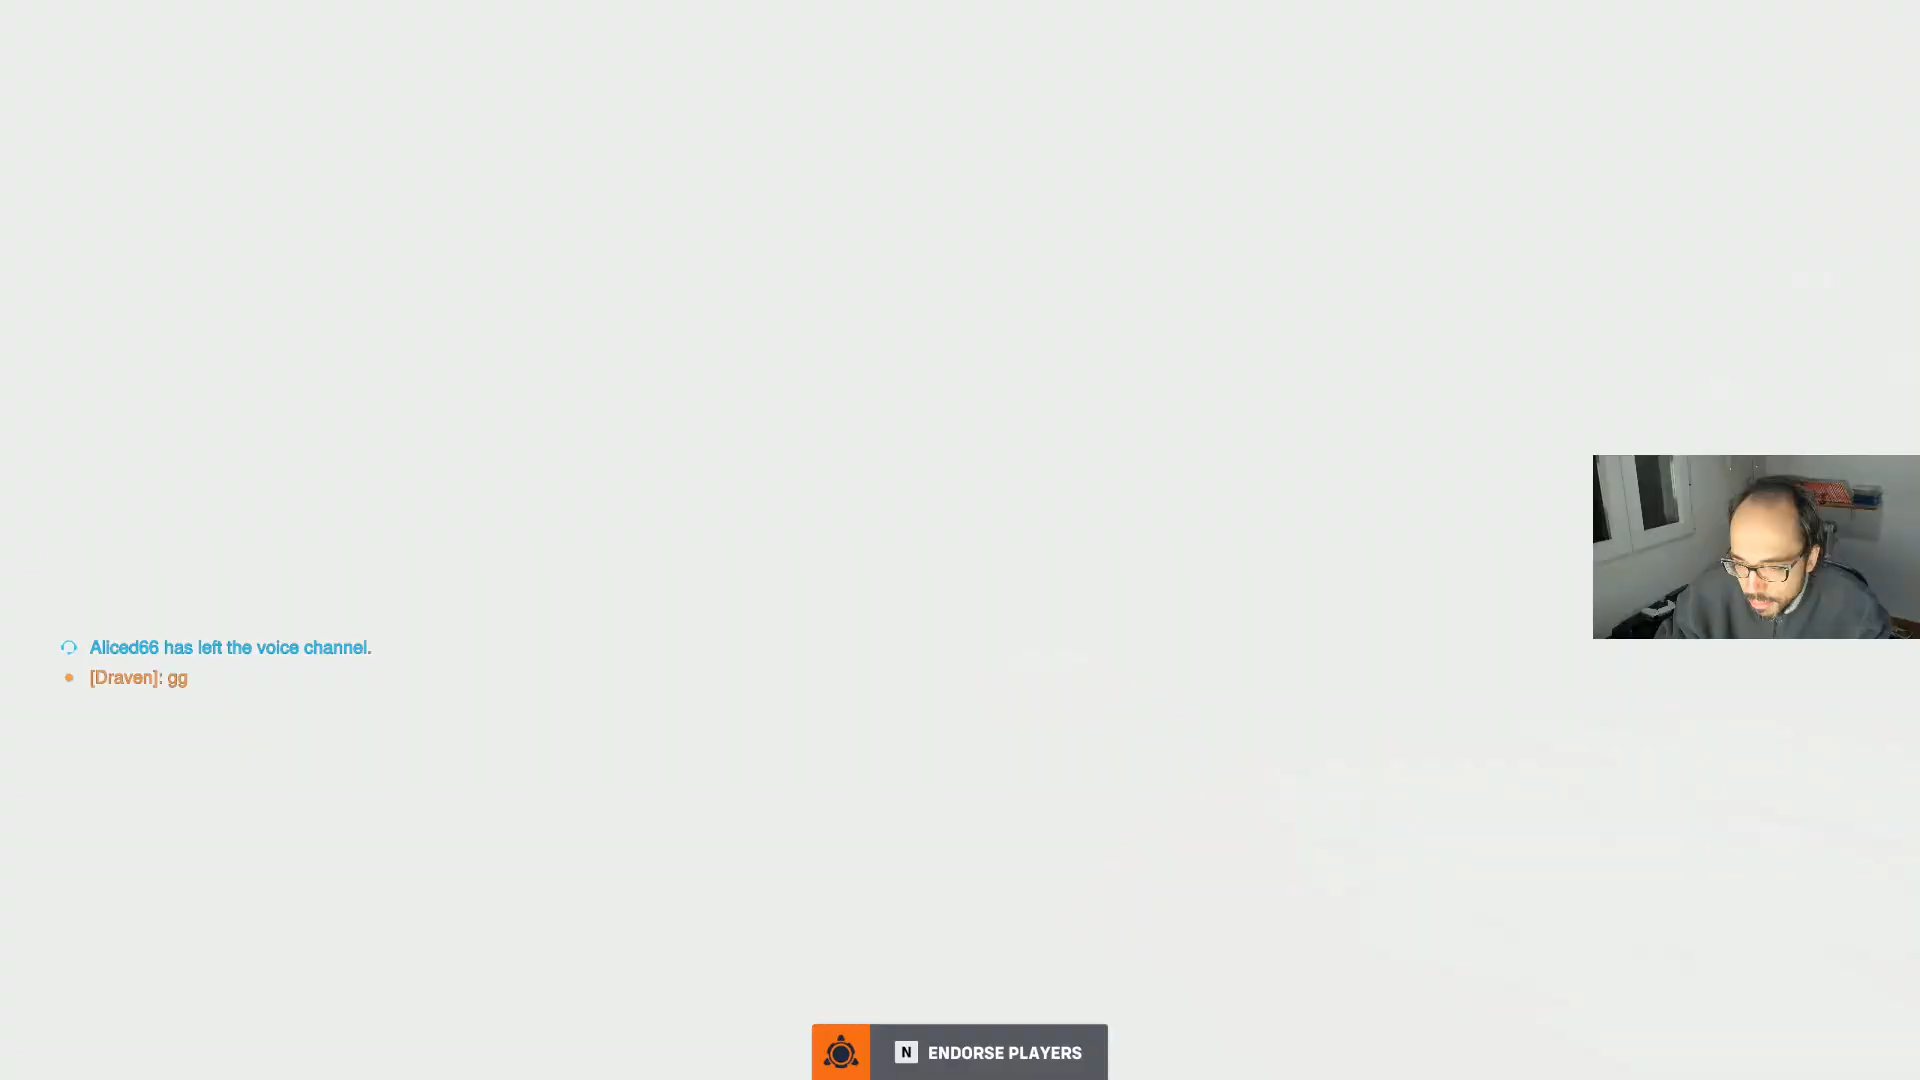 Aliced66 has left the voice channel.
[Draven]: gg
N ENDORSE PLAYERS